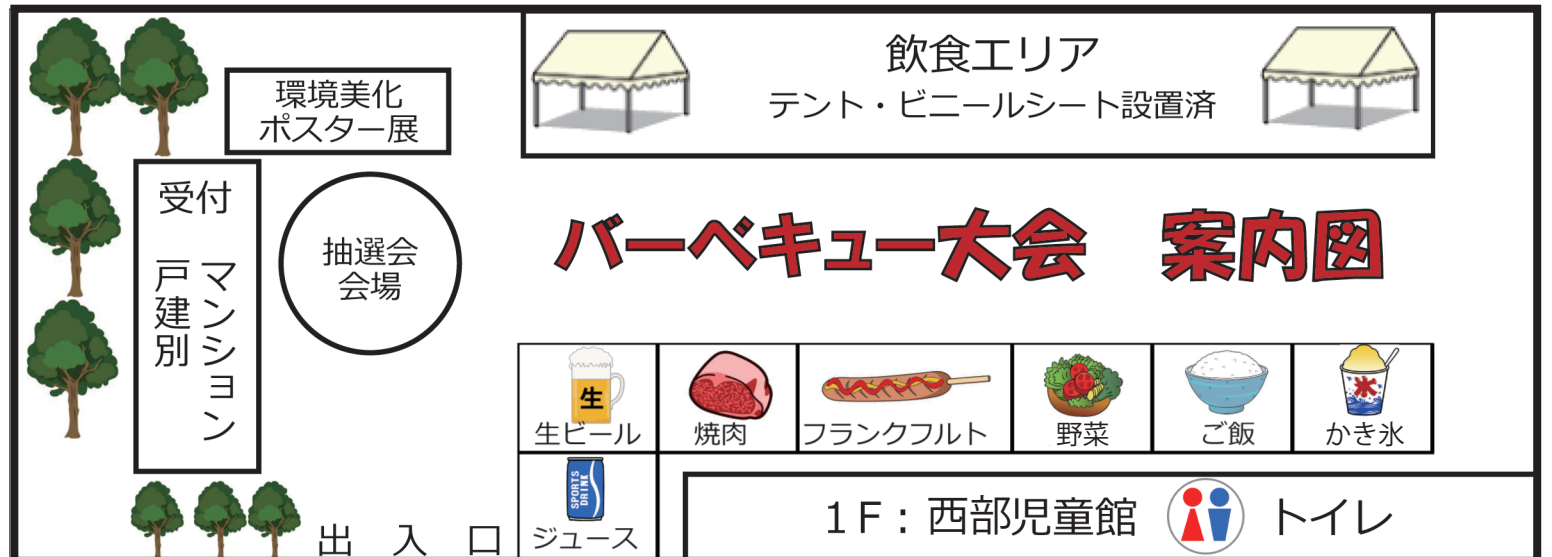 飲食エリア
テント・ビニールシート設置済
環境美化
ポスター展
受付
マンション
戸建別
抽選会
会場
バーベキュー大会 案内図
生
生ビール
焼肉
フランクフルト
野菜
ご飯
氷
かき氷
SPORTS
DRINK
ジュース
出入口
1F:西部児童館 トイレ